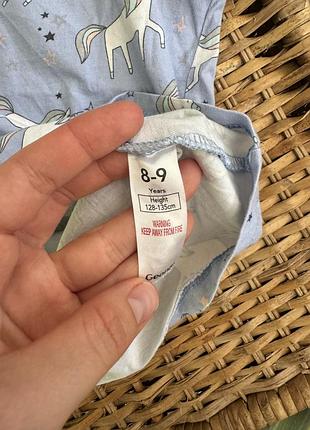 8-9
Years
Height
128-135cm
WARNING
KEEP AWAY FROM FIRE